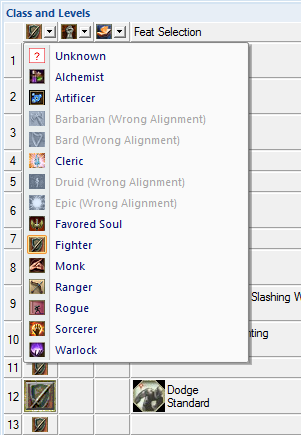 Class and Levels
Feat Selection
1
? Unknown
Alchemist
2
Artificer
Barbarian (Wrong Alignment)
3
Bard (Wrong Alignment)
4
Cleric
5
Druid (Wrong Alignment)
6
Epic (Wrong Alignment)
Favored Soul
7
Fighter
8
Monk
Ranger
9
Slashing W
Rogue
10
Sorcerer
nting
Warlock
11
12
Dodge
Standard
13